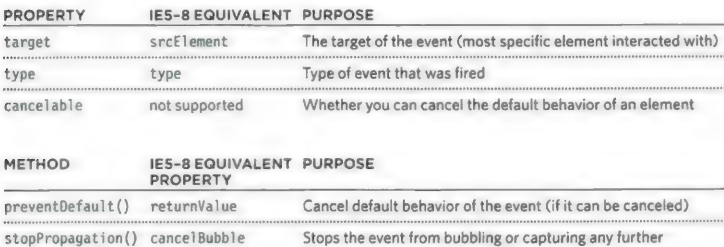 PROPERTY IE5-8 EQUIVALENT PURPOSE
target srcElement The target of the event (most specific element interacted with)
type type Type of event that was fired
cancelable not supported Whether you can cancel the default behavior of an element
METHOD IE5-8 EQUIVALENT PURPOSE
PROPERTY
preventDefault() returnValue Cancel default behavior of the event (if it can be canceled)
stopPropagation() cancelBubble Stops the event from bubbling or capturing any further